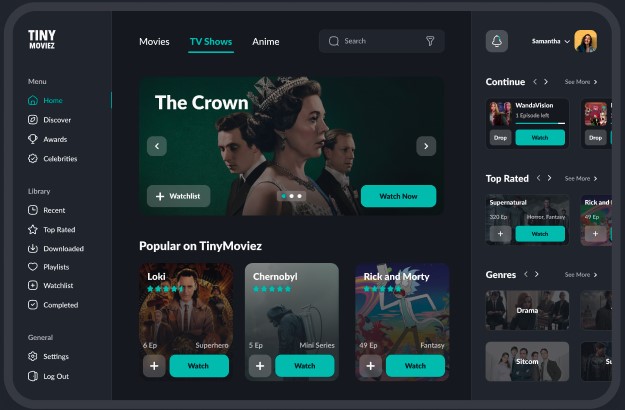 TINY
MOVIEZ
Menu
Home
Discover
Awards
Celebrities
Library
Recent
Top Rated
Downloaded
Playlists
Watchlist
Completed
General
Settings
Log Out
Movies
TV Shows
Anime
Search
The Crown
Watchlist
Watch Now
Popular on TinyMoviez
Loki
6 Ep
Superhero
Watch
Chernobyl
5 Ep
Mini Series
Watch
Rick and Morty
49 Ep
Fantasy
Watch
Samantha
Continue
See More
WandaVision
1 Episode left
Drop
Watch
Drop
Top Rated
See More
Supernatural
320 Ep
Horror, Fantasy
Watch
Rick and
49 Ep
Genres
See More
Drama
Sitcom